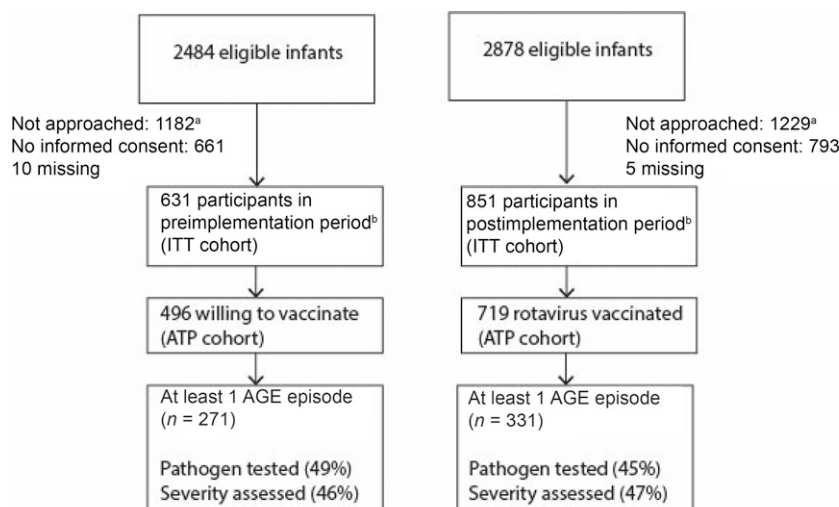 2484 eligible infants
Not approached: 1182ᵃ
No informed consent: 661
10 missing
631 participants in
preimplementation periodᵇ
(ITT cohort)
496 willing to vaccinate
(ATP cohort)
At least 1 AGE episode
(n = 271)
Pathogen tested (49%)
Severity assessed (46%)
2878 eligible infants
Not approached: 1229ᵃ
No informed consent: 793
5 missing
851 participants in
postimplementation periodᵇ
(ITT cohort)
719 rotavirus vaccinated
(ATP cohort)
At least 1 AGE episode
(n = 331)
Pathogen tested (45%)
Severity assessed (47%)